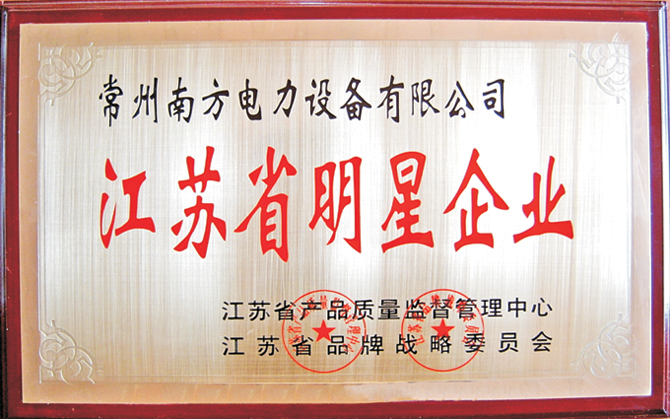 常州南方电力设备有限公司
江苏省明星企业
江苏省产品质量监督管理中心
江苏省品牌战略委员会